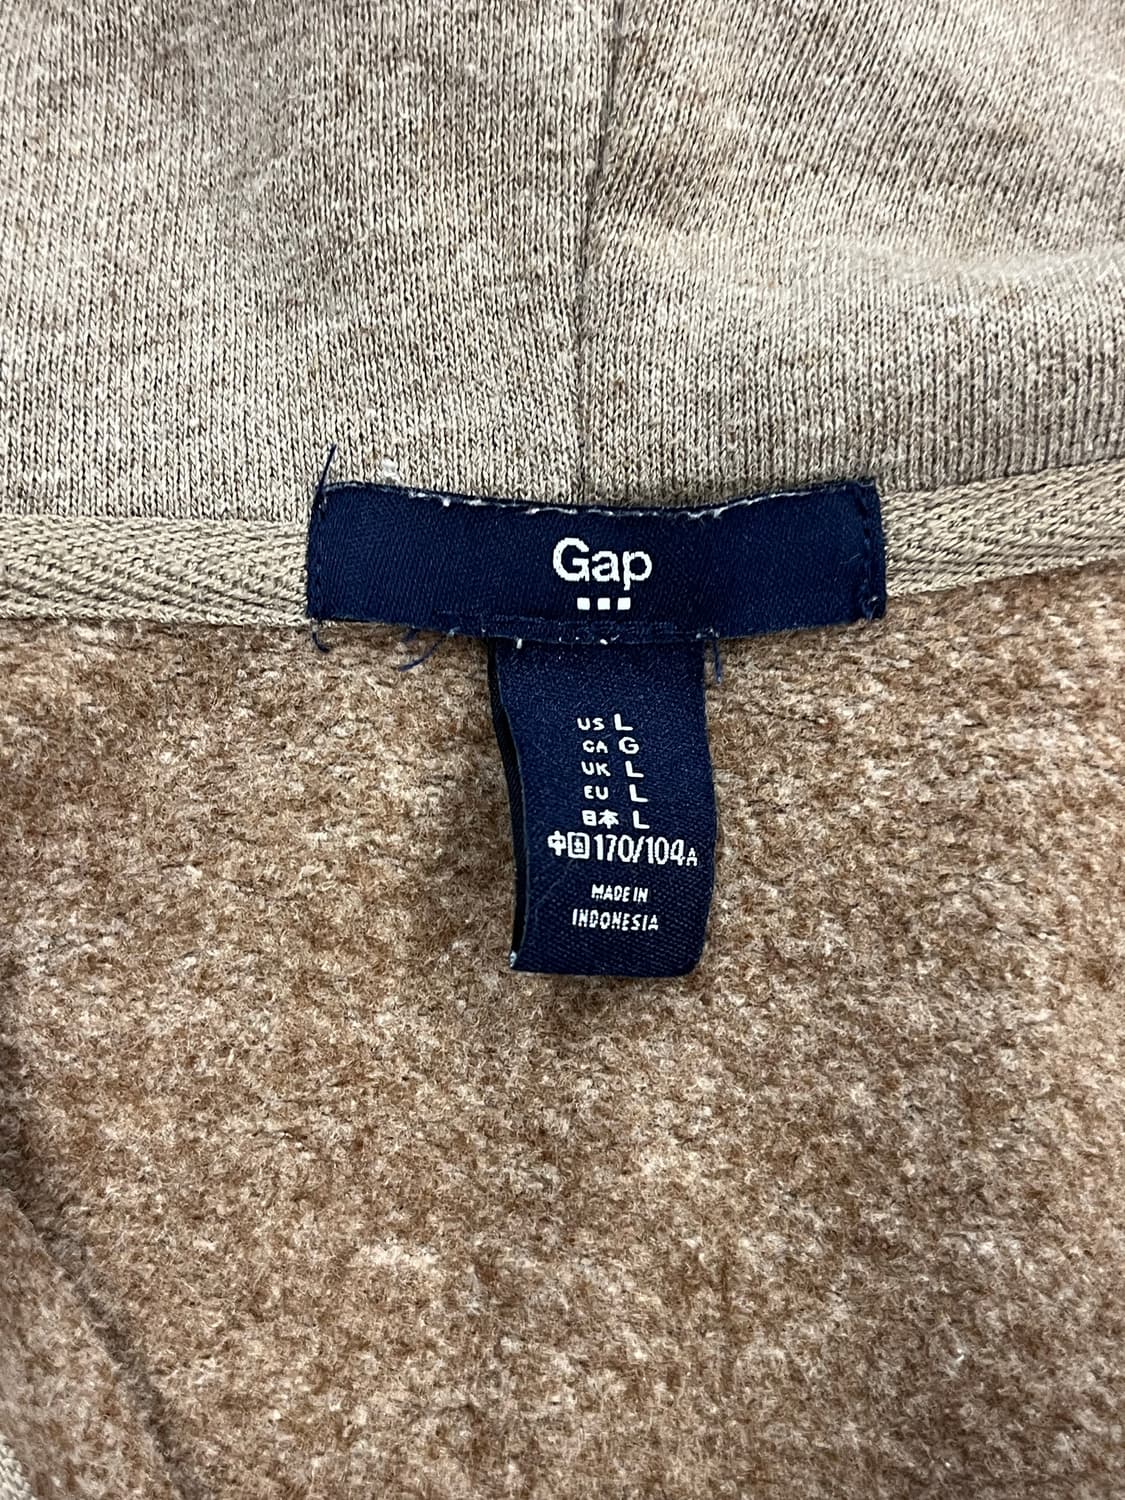 Gap
US L
CA G
UK L
EU L
日本 L
中国 170/104A
MADE IN
INDONESIA